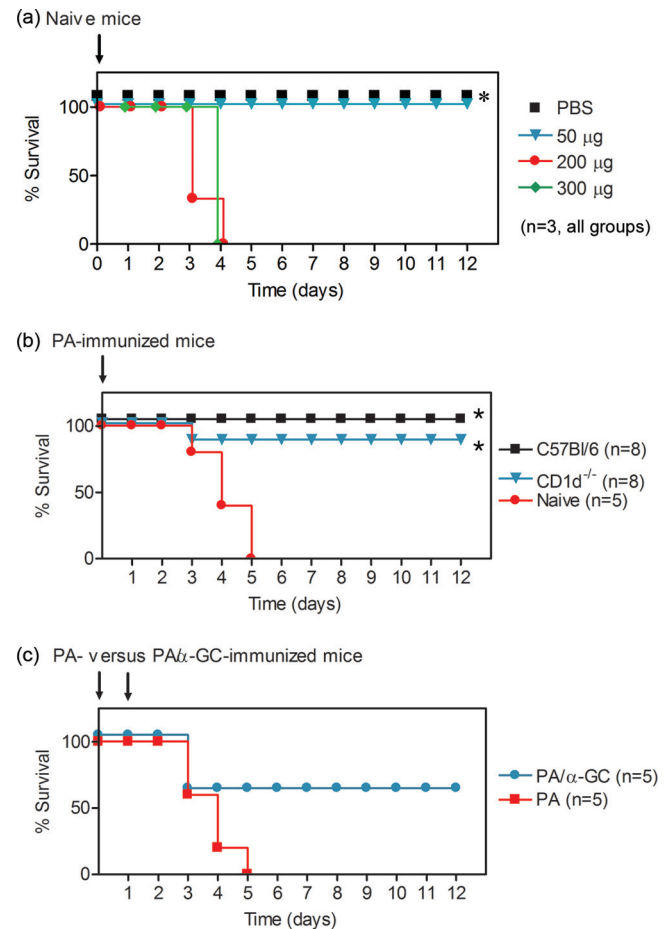 (a) Naive mice
% Survival
100
50
0
0 1 2 3 4 5 6 7 8 9 10 11 12
Time (days)
*
PBS
50 µg
200 µg
300 µg
(n=3, all groups)
(b) PA-immunized mice
% Survival
100
50
0
1 2 3 4 5 6 7 8 9 10 11 12
Time (days)
*
*
C57Bl/6 (n=8)
CD1d-/- (n=8)
Naive (n=5)
(c) PA- versus PA/α-GC-immunized mice
% Survival
100
50
0
1 2 3 4 5 6 7 8 9 10 11 12
Time (days)
PA/α-GC (n=5)
PA (n=5)